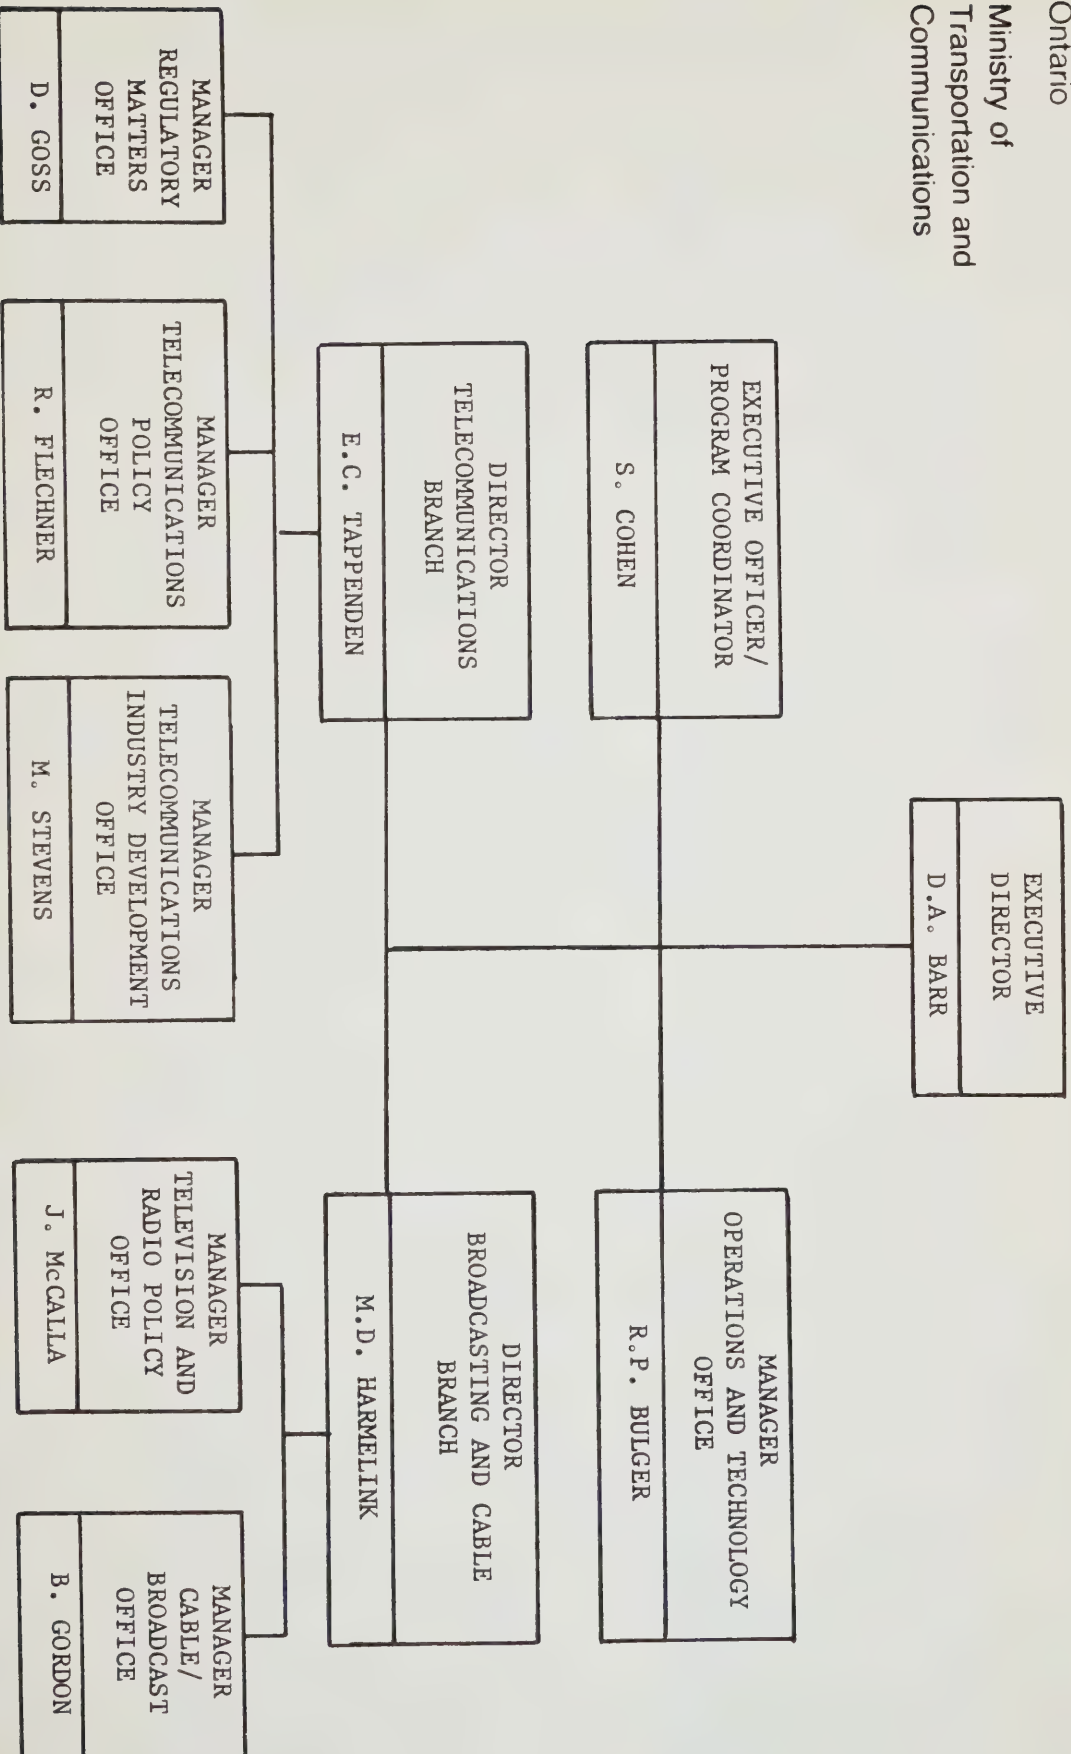 Ontario
Ministry of
Transportation and
Communications
EXECUTIVE
DIRECTOR
D.A. BARR
EXECUTIVE OFFICER/
PROGRAM COORDINATOR
S. COHEN
MANAGER
OPERATIONS AND TECHNOLOGY
OFFICE
R.P. BULGER
DIRECTOR
TELECOMMUNICATIONS
BRANCH
E.C. TAPPENDEN
DIRECTOR
BROADCASTING AND CABLE
BRANCH
M.D. HARMELINK
MANAGER
REGULATORY
MATTERS
OFFICE
D. GOSS
MANAGER
TELECOMMUNICATIONS
POLICY
OFFICE
R. FLECHNER
MANAGER
TELECOMMUNICATIONS
INDUSTRY DEVELOPMENT
OFFICE
M. STEVENS
MANAGER
TELEVISION AND
RADIO POLICY
OFFICE
J. McCALLA
MANAGER
CABLE/
BROADCAST
OFFICE
B. GORDON